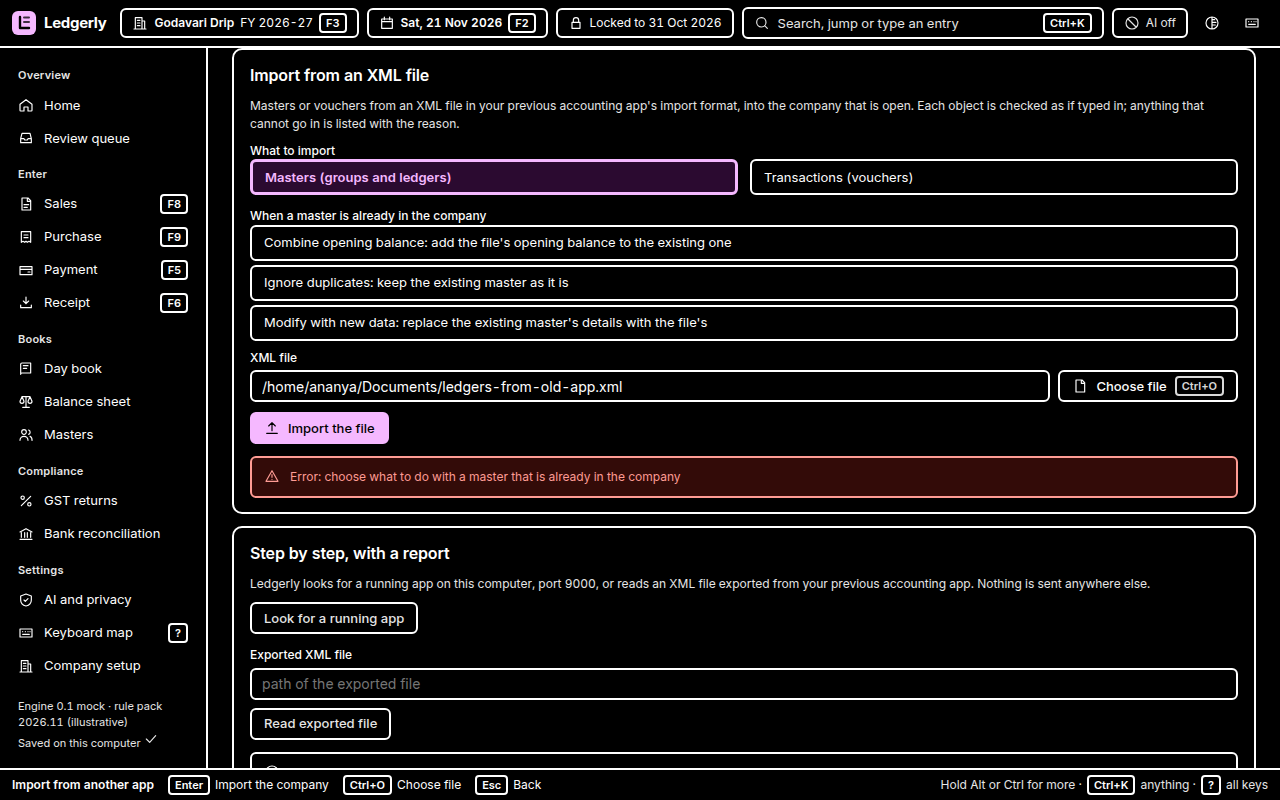 Ledgerly
Godavari Drip FY 2026-27 F3
Sat, 21 Nov 2026 F2
Locked to 31 Oct 2026
Search, jump or type an entry Ctrl+K
AI off
Overview
Home
Review queue
Enter
Sales F8
Purchase F9
Payment F5
Receipt F6
Books
Day book
Balance sheet
Masters
Compliance
GST returns
Bank reconciliation
Settings
AI and privacy
Keyboard map ?
Company setup
Engine 0.1 mock · rule pack
2026.11 (illustrative)
Saved on this computer
Import from an XML file
Masters or vouchers from an XML file in your previous accounting app's import format, into the company that is open. Each object is checked as if typed in; anything that
cannot go in is listed with the reason.
What to import
Masters (groups and ledgers)
Transactions (vouchers)
When a master is already in the company
Combine opening balance: add the file's opening balance to the existing one
Ignore duplicates: keep the existing master as it is
Modify with new data: replace the existing master's details with the file's
XML file
/home/ananya/Documents/ledgers-from-old-app.xml
Choose file Ctrl+O
Import the file
Error: choose what to do with a master that is already in the company
Step by step, with a report
Ledgerly looks for a running app on this computer, port 9000, or reads an XML file exported from your previous accounting app. Nothing is sent anywhere else.
Look for a running app
Exported XML file
path of the exported file
Read exported file
Import from another app Enter Import the company Ctrl+O Choose file Esc Back
Hold Alt or Ctrl for more · Ctrl+K anything · ? all keys